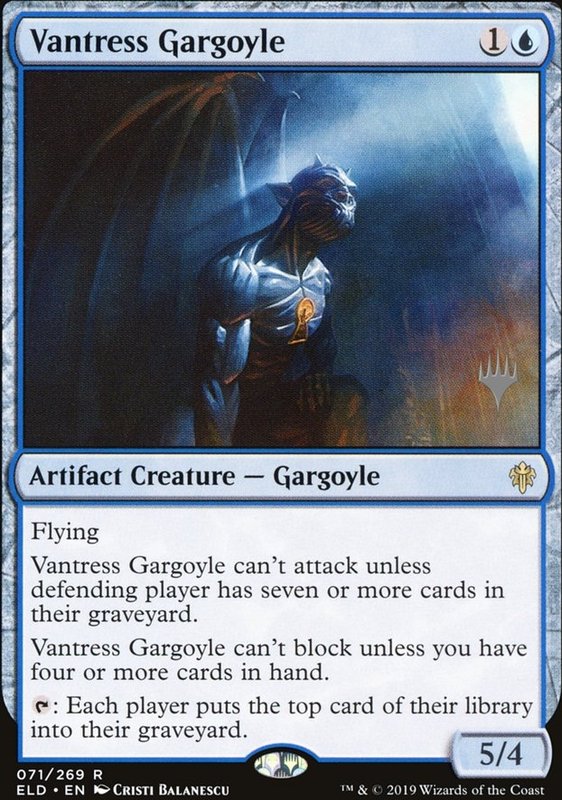 Vantress Gargoyle 1
Artifact Creature — Gargoyle
Flying
Vantress Gargoyle can't attack unless
defending player has seven or more cards in
their graveyard.
Vantress Gargoyle can't block unless you have
four or more cards in hand.
: Each player puts the top card of their library
into their graveyard.
5/4
071/269 R
ELD • EN Cristi Balanescu
™ & © 2019 Wizards of the Coast